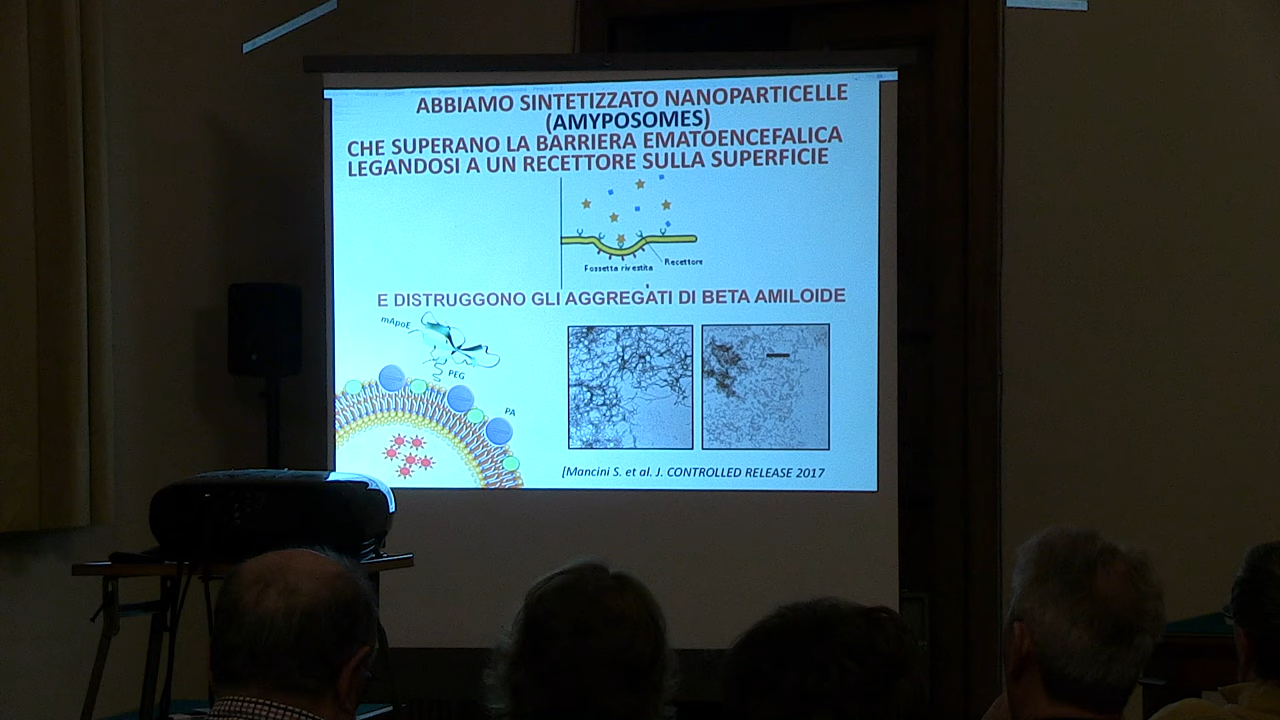 ABBIAMO SINTETIZZATO NANOPARTICELLE
(AMYPOSOMES)
CHE SUPERANO LA BARRIERA EMATOENCEFALICA
LEGANDOSI A UN RECETTORE SULLA SUPERFICIE
Recettore
Fossetta rivestita
E DISTRUGGONO GLI AGGREGATI DI BETA AMILOIDE
mApoE
PEG
PA
[Mancini S. et al. J. CONTROLLED RELEASE 2017